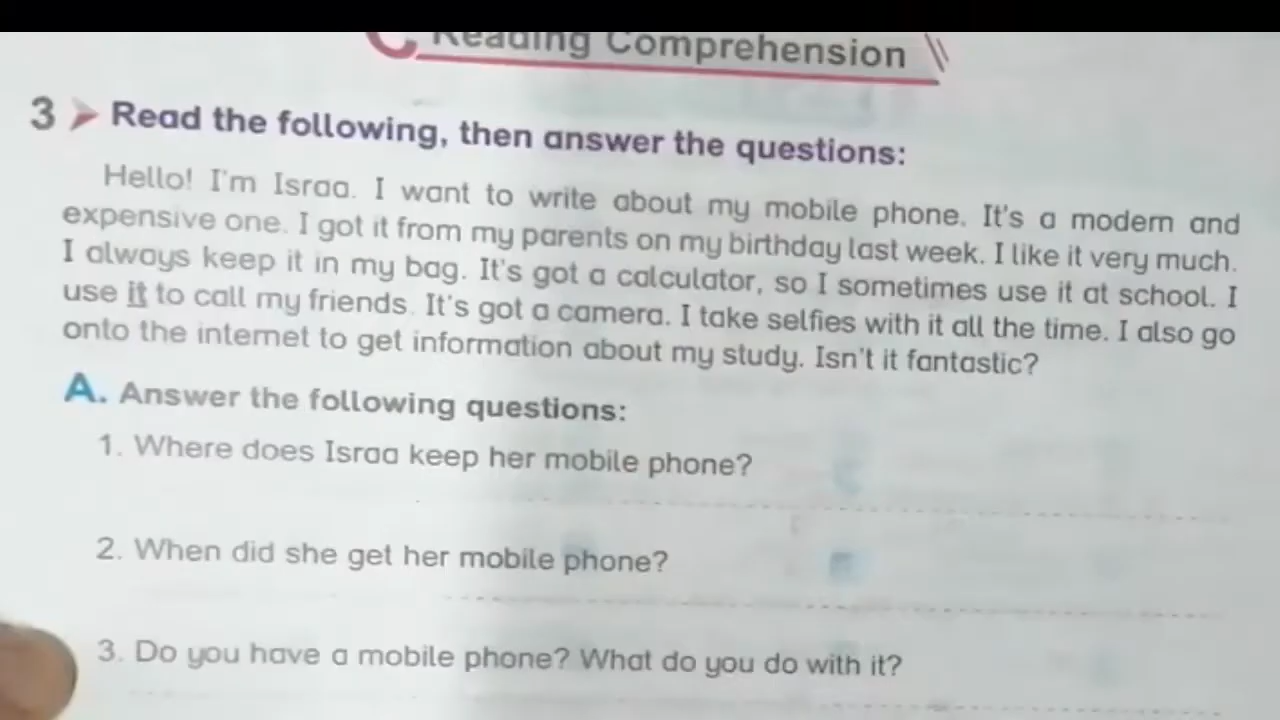 Reading Comprehension
3 Read the following, then answer the questions:
Hello! I'm Israa. I want to write about my mobile phone. It's a modern and
expensive one. I got it from my parents on my birthday last week. I like it very much.
I always keep it in my bag. It's got a calculator, so I sometimes use it at school. I
use it to call my friends. It's got a camera. I take selfies with it all the time. I also go
onto the internet to get information about my study. Isn't it fantastic?
A. Answer the following questions:
1. Where does Israa keep her mobile phone?
2. When did she get her mobile phone?
3. Do you have a mobile phone? What do you do with it?